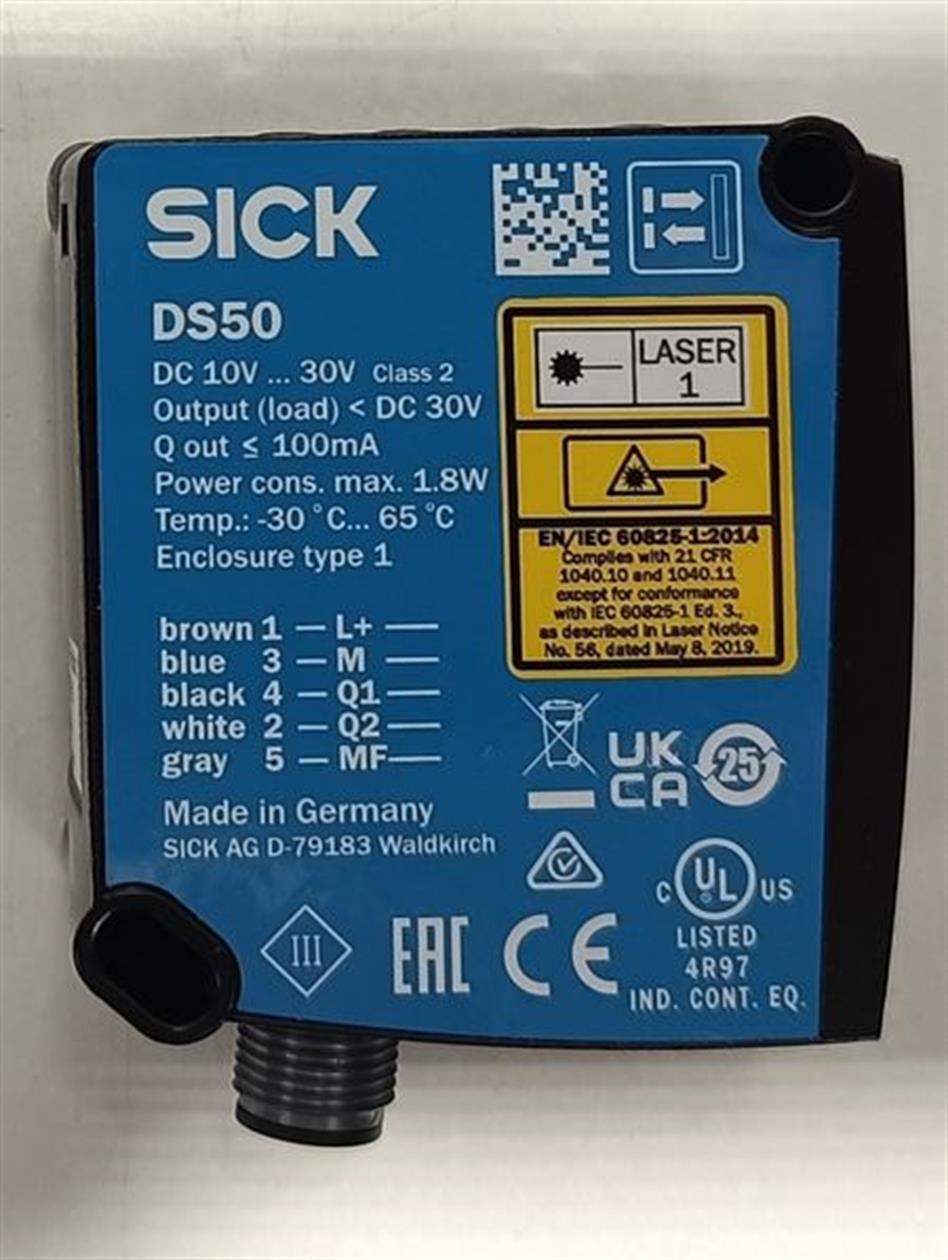 SICK
DS50
DC 10V ... 30V Class 2
Output (load) < DC 30V
Q out ≤ 100mA
Power cons. max. 1.8W
Temp.: -30 °C... 65 °C
Enclosure type 1
brown 1 — L+ —
blue 3 — M —
black 4 — Q1 —
white 2 — Q2 —
gray 5 — MF —
Made in Germany
SICK AG D-79183 Waldkirch
LASER
1
EN/IEC 60825-1:2014
Complies with 21 CFR
1040.10 and 1040.11
except for conformance
with IEC 60825-1 Ed. 3.,
as described in Laser Notice
No. 56, dated May 8, 2019.
UK
CA
25
III
EAC
CE
C UL US
LISTED
4R97
IND. CONT. EQ.